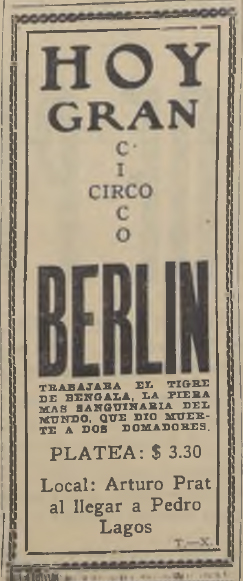 HOY
GRAN
C
I
CIRCO
C
O
BERLIN
TRABAJARA EL TIGRE
DE BENGALA, LA FIERA
MAS SANGUINARIA DEL
MUNDO, QUE DIO MUER-
TE A DOS DOMADORES.
PLATEA: $ 3.30
Local: Arturo Prat
al llegar a Pedro
Lagos
T.—X.